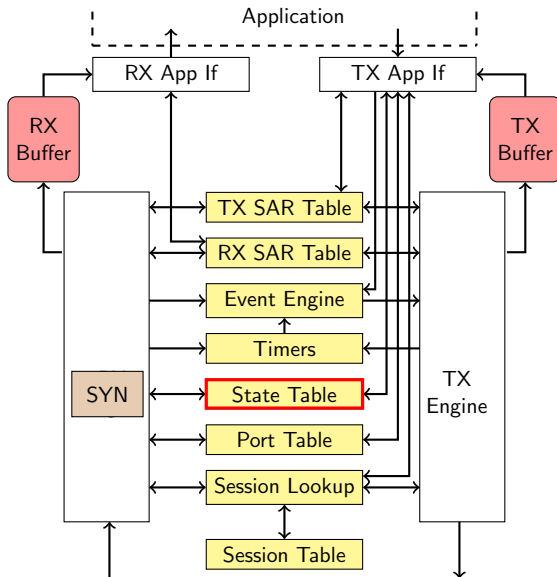 Application
RX App If
TX App If
RX
Buffer
TX
Buffer
TX SAR Table
RX SAR Table
Event Engine
Timers
SYN
State Table
TX
Engine
Port Table
Session Lookup
Session Table